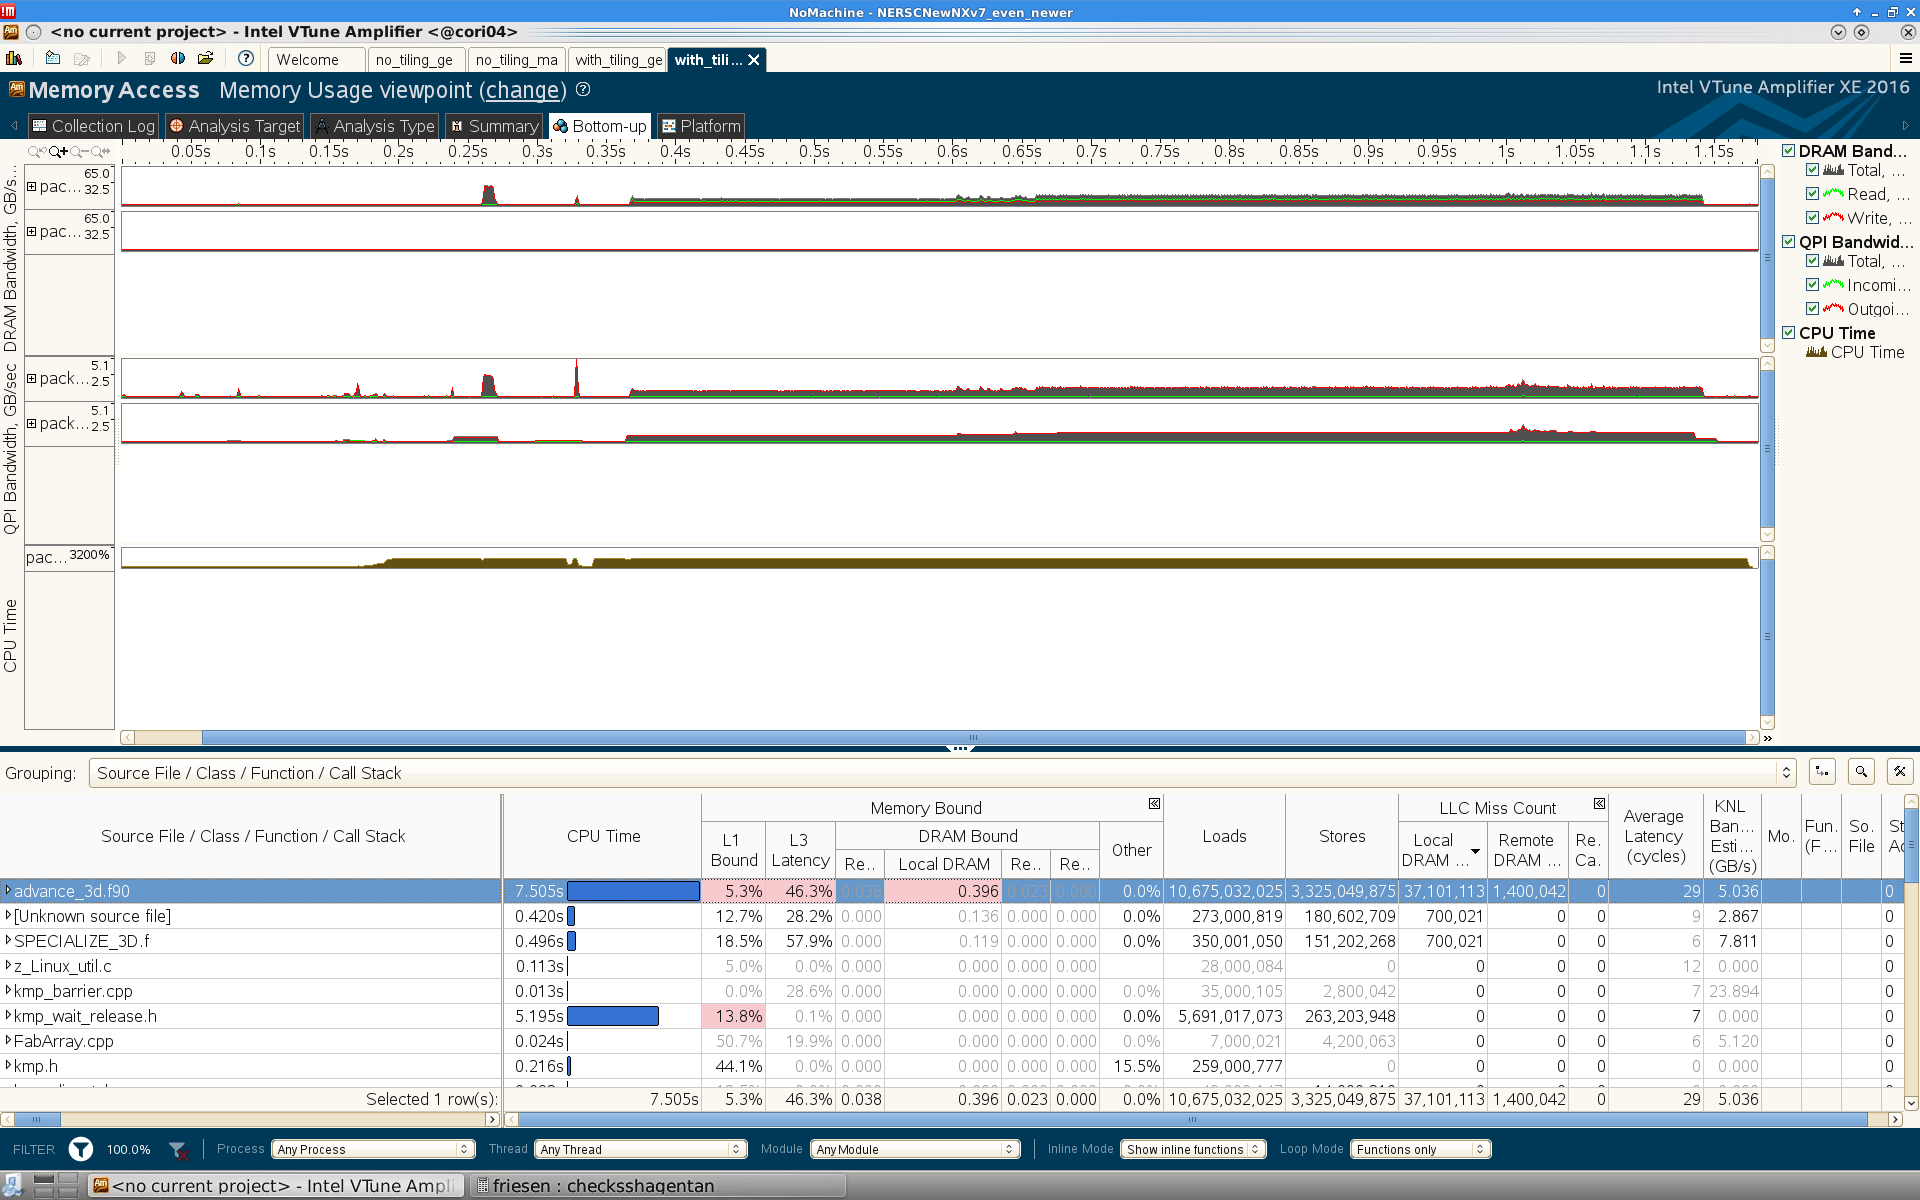 NoMachine - NERSCNewNXv7_even_newer
<no current project> - Intel VTune Amplifier <@cori04>
Welcome no_tiling_ge no_tiling_ma with_tiling_ge with_tili...
Memory Access Memory Usage viewpoint (change) Intel VTune Amplifier XE 2016
Collection Log Analysis Target Analysis Type Summary Bottom-up Platform
0.05s 0.1s 0.15s 0.2s 0.25s 0.3s 0.35s 0.4s 0.45s 0.5s 0.55s 0.6s 0.65s 0.7s 0.75s 0.8s 0.85s 0.9s 0.95s 1s 1.05s 1.1s 1.15s
DRAM Bandwidth, GB/s...
pac... 65.0 32.5
pac... 65.0 32.5
QPI Bandwidth, GB/sec
pack... 5.1 2.5
pack... 5.1 2.5
CPU Time
pac... 3200%
DRAM Band...
Total, ...
Read, ...
Write, ...
QPI Bandwid...
Total, ...
Incomi...
Outgoi...
CPU Time
CPU Time
Grouping: Source File / Class / Function / Call Stack
Source File / Class / Function / Call Stack CPU Time Memory Bound Loads Stores LLC Miss Count Average Latency (cycles) KNL Ban... Esti... (GB/s) Mo. Fun. (F... So. File
L1 Bound L3 Latency DRAM Bound Other Local DRAM ... Remote DRAM ... Re. Ca.
Re.. Local DRAM Re.. Re..
advance_3d.f90 7.505s 5.3% 46.3% 0.038 0.396 0.023 0.000 0.0% 10,675,032,025 3,325,049,875 37,101,113 1,400,042 0 29 5.036 0
[Unknown source file] 0.420s 12.7% 28.2% 0.000 0.136 0.000 0.000 0.0% 273,000,819 180,602,709 700,021 0 0 9 2.867 0
SPECIALIZE_3D.f 0.496s 18.5% 57.9% 0.000 0.119 0.000 0.000 0.0% 350,001,050 151,202,268 700,021 0 0 6 7.811 0
z_Linux_util.c 0.113s 5.0% 0.0% 0.000 0.000 0.000 0.000 28,000,084 0 0 0 0 12 0.000 0
kmp_barrier.cpp 0.013s 0.0% 28.6% 0.000 0.000 0.000 0.000 0.0% 35,000,105 2,800,042 0 0 0 7 23.894 0
kmp_wait_release.h 5.195s 13.8% 0.1% 0.000 0.000 0.000 0.000 0.0% 5,691,017,073 263,203,948 0 0 0 7 0.000 0
FabArray.cpp 0.024s 50.7% 19.9% 0.000 0.000 0.000 0.000 0.0% 7,000,021 4,200,063 0 0 0 6 5.120 0
kmp.h 0.216s 44.1% 0.0% 0.000 0.000 0.000 0.000 15.5% 259,000,777 0 0 0 0 0 0.000 0
Selected 1 row(s): 7.505s 5.3% 46.3% 0.038 0.396 0.023 0.000 0.0% 10,675,032,025 3,325,049,875 37,101,113 1,400,042 0 29 5.036 0
FILTER 100.0% Process Any Process Thread Any Thread Module Any Module Inline Mode Show inline functions Loop Mode Functions only
<no current project> - Intel VTune Ampli friesen : checksshagentan